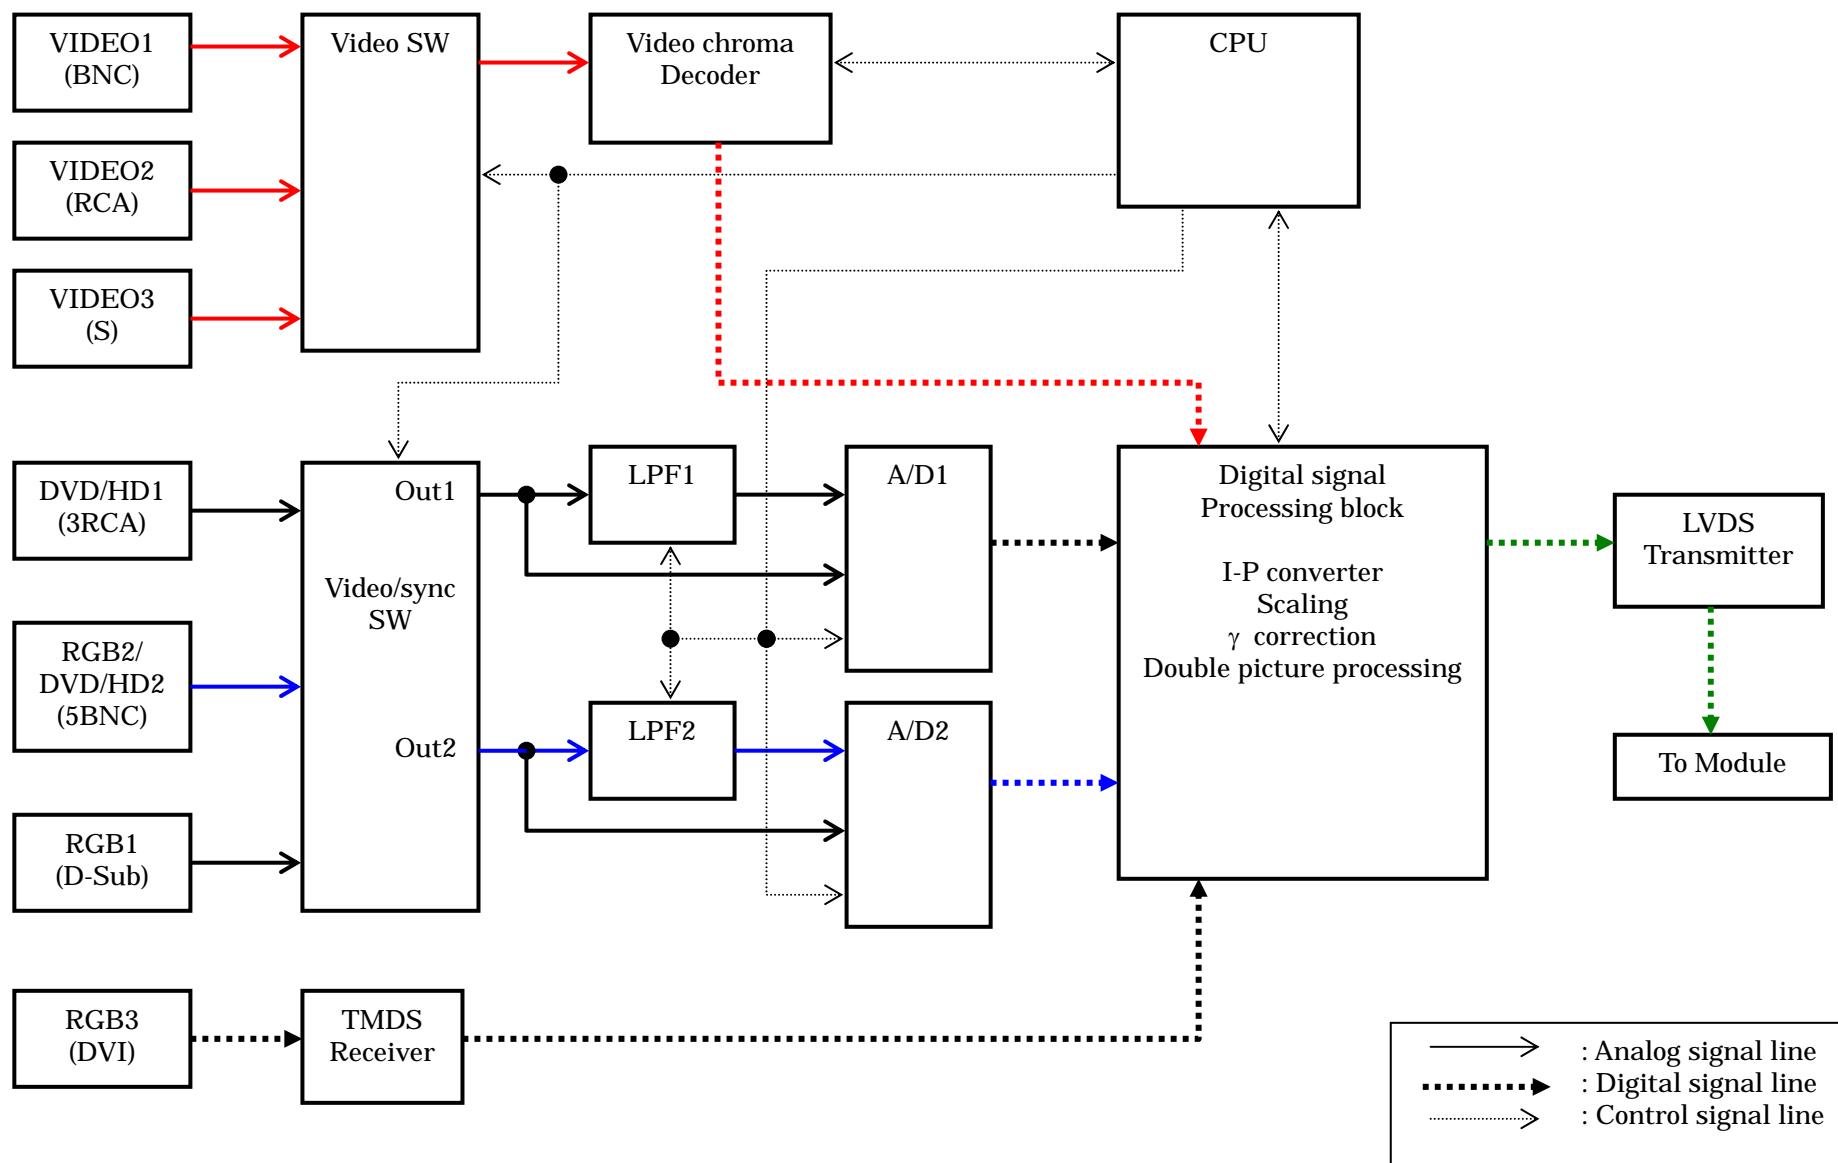 VIDEO1
(BNC)
Video SW
Video chroma
Decoder
CPU
VIDEO2
(RCA)
VIDEO3
(S)
DVD/HD1
(3RCA)
Out1
Video/sync
SW
Out2
LPF1
A/D1
Digital signal
Processing block
I-P converter
Scaling
γ correction
Double picture processing
LVDS
Transmitter
RGB2/
DVD/HD2
(5BNC)
LPF2
A/D2
To Module
RGB1
(D-Sub)
RGB3
(DVI)
TMDS
Receiver
: Analog signal line
: Digital signal line
: Control signal line